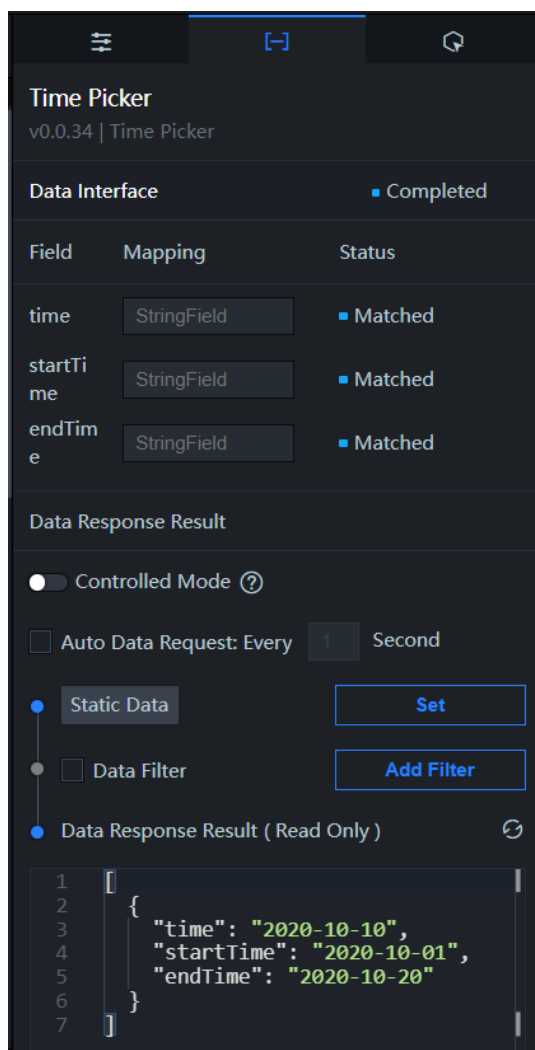 Time Picker
v0.0.34 | Time Picker
Data Interface Completed
Field Mapping Status
time StringField Matched
startTi
me StringField Matched
endTim
e StringField Matched
Data Response Result
Controlled Mode ?
Auto Data Request: Every 1 Second
Static Data Set
Data Filter Add Filter
Data Response Result ( Read Only )
1 [
2 {
3 "time": "2020-10-10",
4 "startTime": "2020-10-01",
5 "endTime": "2020-10-20"
6 }
7 ]